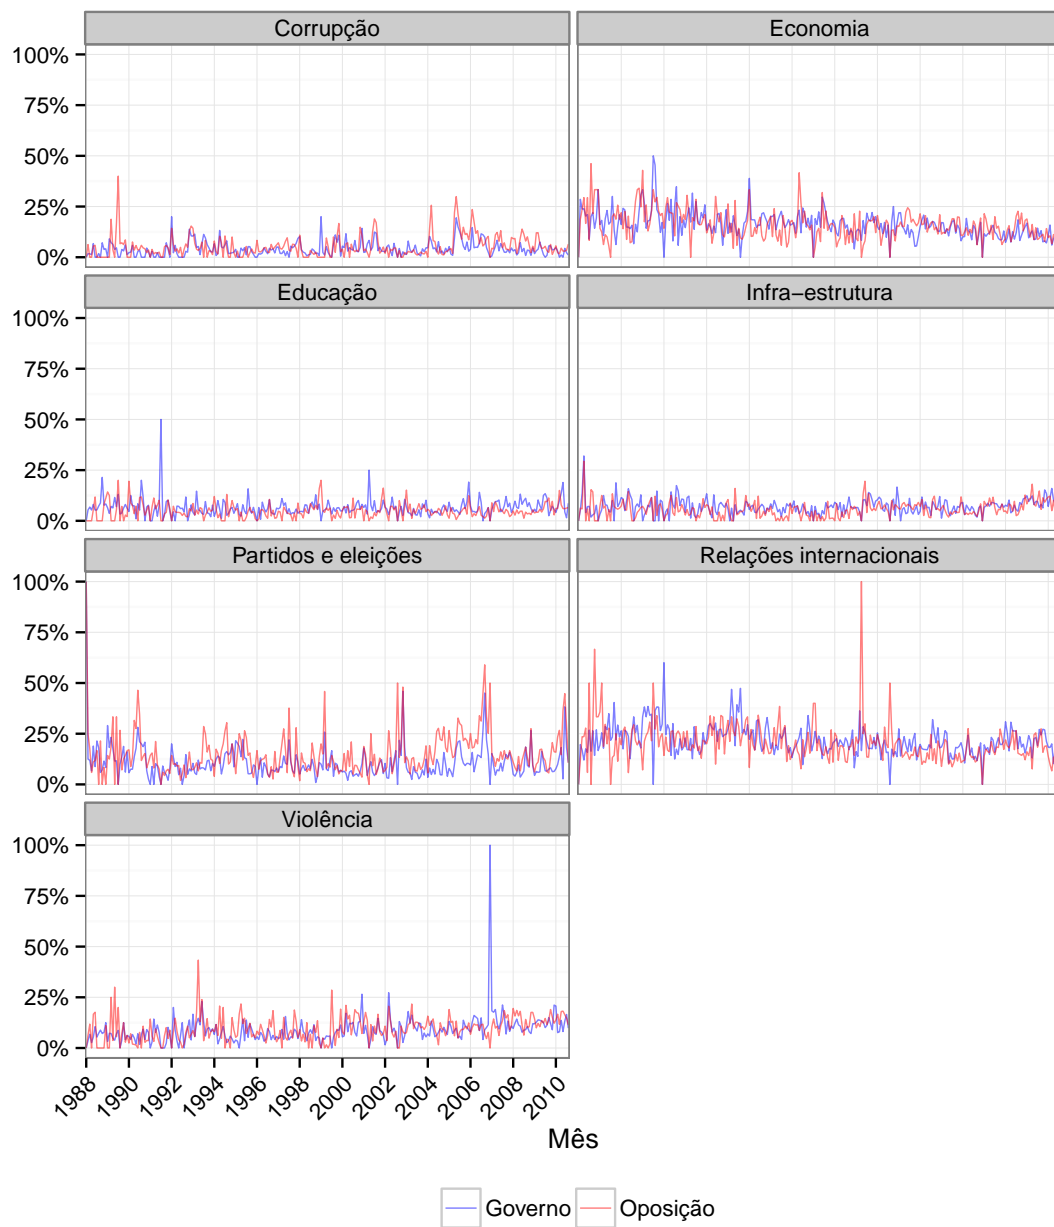 Corrupção
Economia
100%
75%
50%
25%
0%
Educação
Infra−estrutura
100%
75%
50%
25%
0%
Partidos e eleições
Relações internacionais
100%
75%
50%
25%
0%
Violência
100%
75%
50%
25%
0%
1988 1990 1992 1994 1996 1998 2000 2002 2004 2006 2008 2010
Mês
Governo Oposição